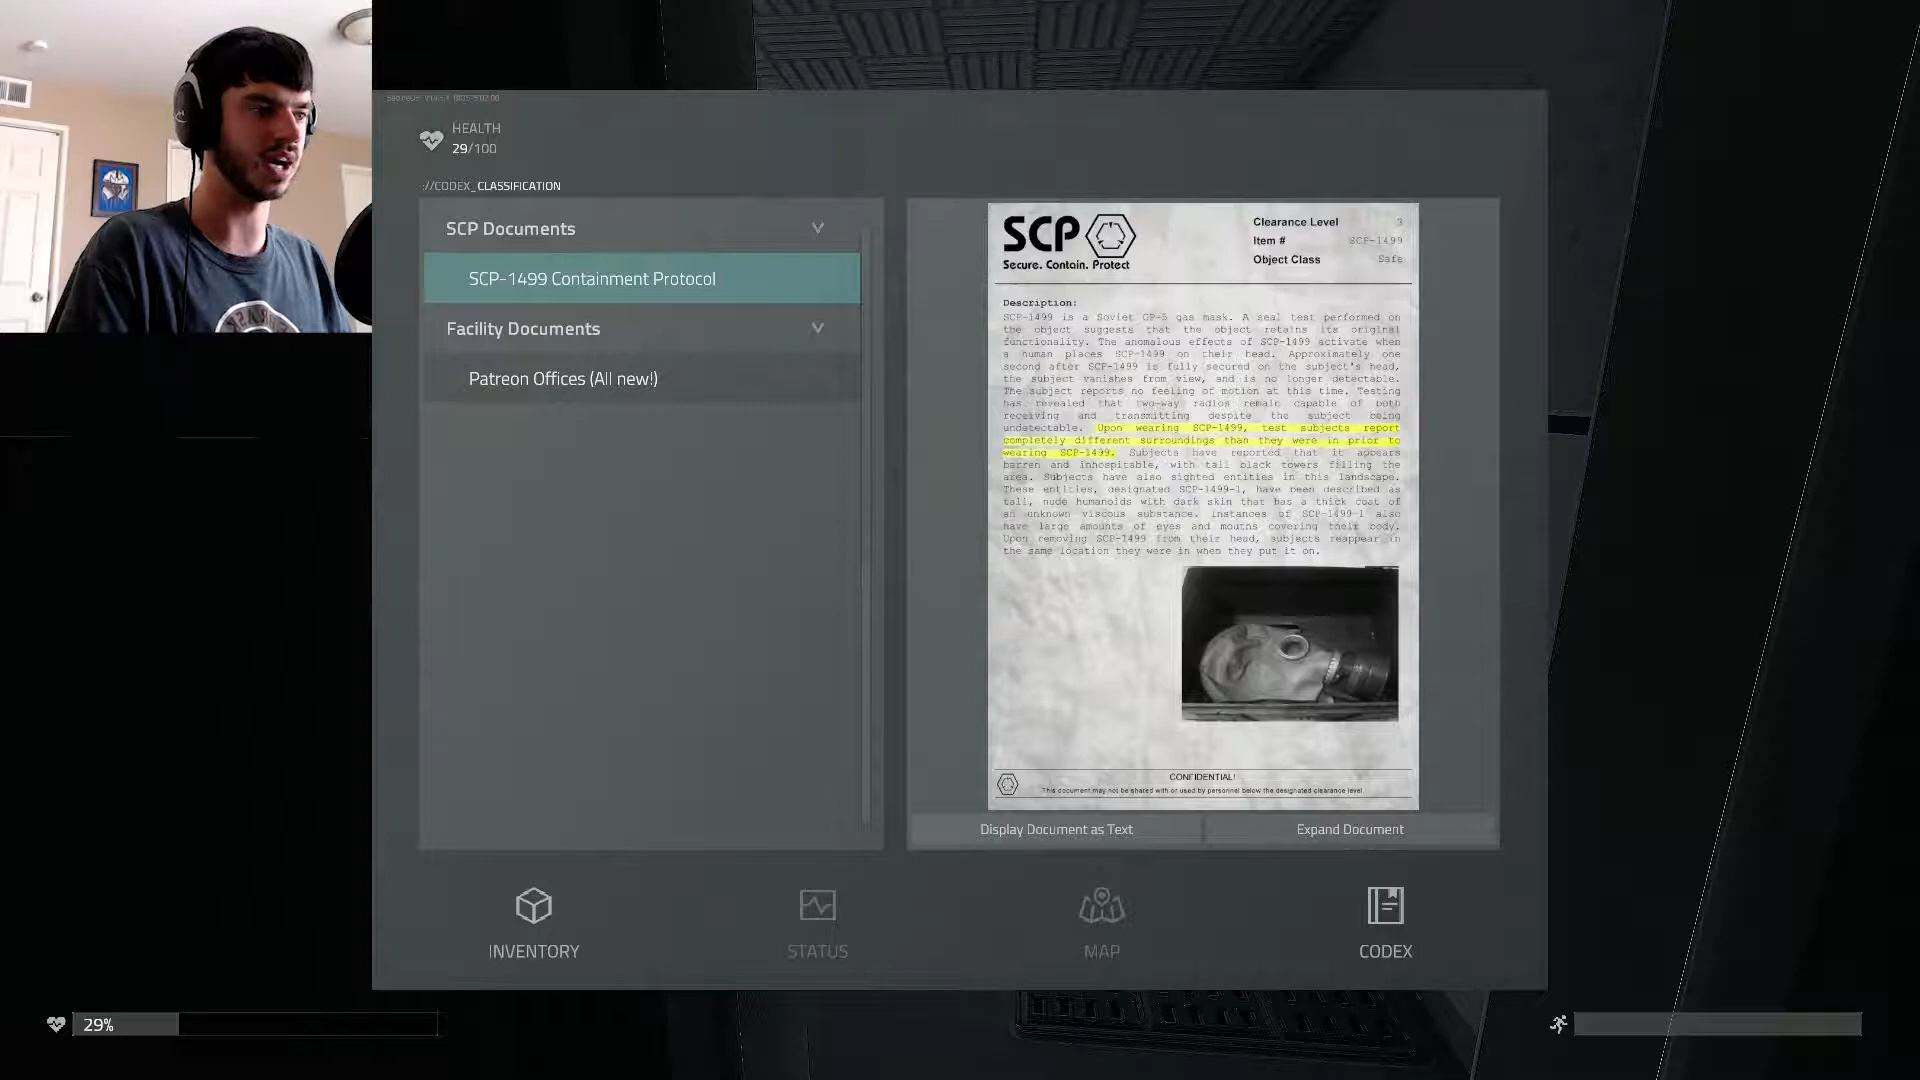 HEALTH
29/100
://CODEX_CLASSIFICATION
SCP Documents
SCP-1499 Containment Protocol
Facility Documents
Patreon Offices (All new!)
SCP
Secure. Contain. Protect
Clearance Level 3
Item # SCP-1499
Object Class Safe
Description:
SCP-1499 is a Soviet GP-5 gas mask. A seal test performed on
the object suggests that the object retains its original
functionality. The anomalous effects of SCP-1499 activate when
a human places SCP-1499 on their head. Approximately one
second after SCP-1499 is fully secured on the subject's head,
the subject vanishes from view, and is no longer detectable.
The subject reports no feeling of motion at this time. Testing
has revealed that two-way radios remain capable of both
receiving and transmitting despite the subject being
undetectable. Upon wearing SCP-1499, test subjects report
completely different surroundings than they were in prior to
wearing SCP-1499. Subjects have reported that it appears
barren and inhospitable, with tall black towers filling the
area. Subjects have also sighted entities in this landscape.
These entities, designated SCP-1499-1, have been described as
tall, nude humanoids with dark skin that has a thick coat of
an unknown viscous substance. Instances of SCP-1499-1 also
have large amounts of eyes and mouths covering their body.
Upon removing SCP-1499 from their head, subjects reappear in
the same location they were in when they put it on.
CONFIDENTIAL!
This document may not be shared with or used by personnel below the designated clearance level
Display Document as Text
Expand Document
INVENTORY
STATUS
MAP
CODEX
29%